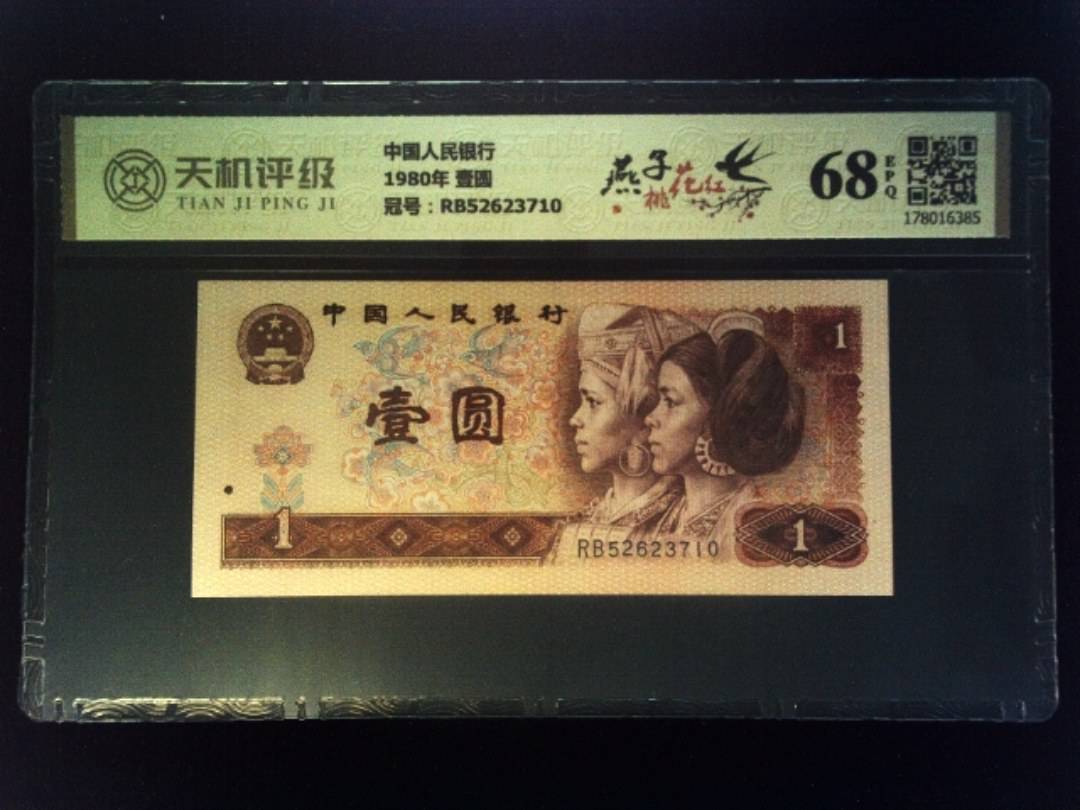 天机评级
TIAN JI PING JI
中国人民银行
1980年 壹圆
冠号：RB52623710
燕子
桃花红
68
EPQ
178016385
中国人民银行
1
壹圆
1
RB52623710
1